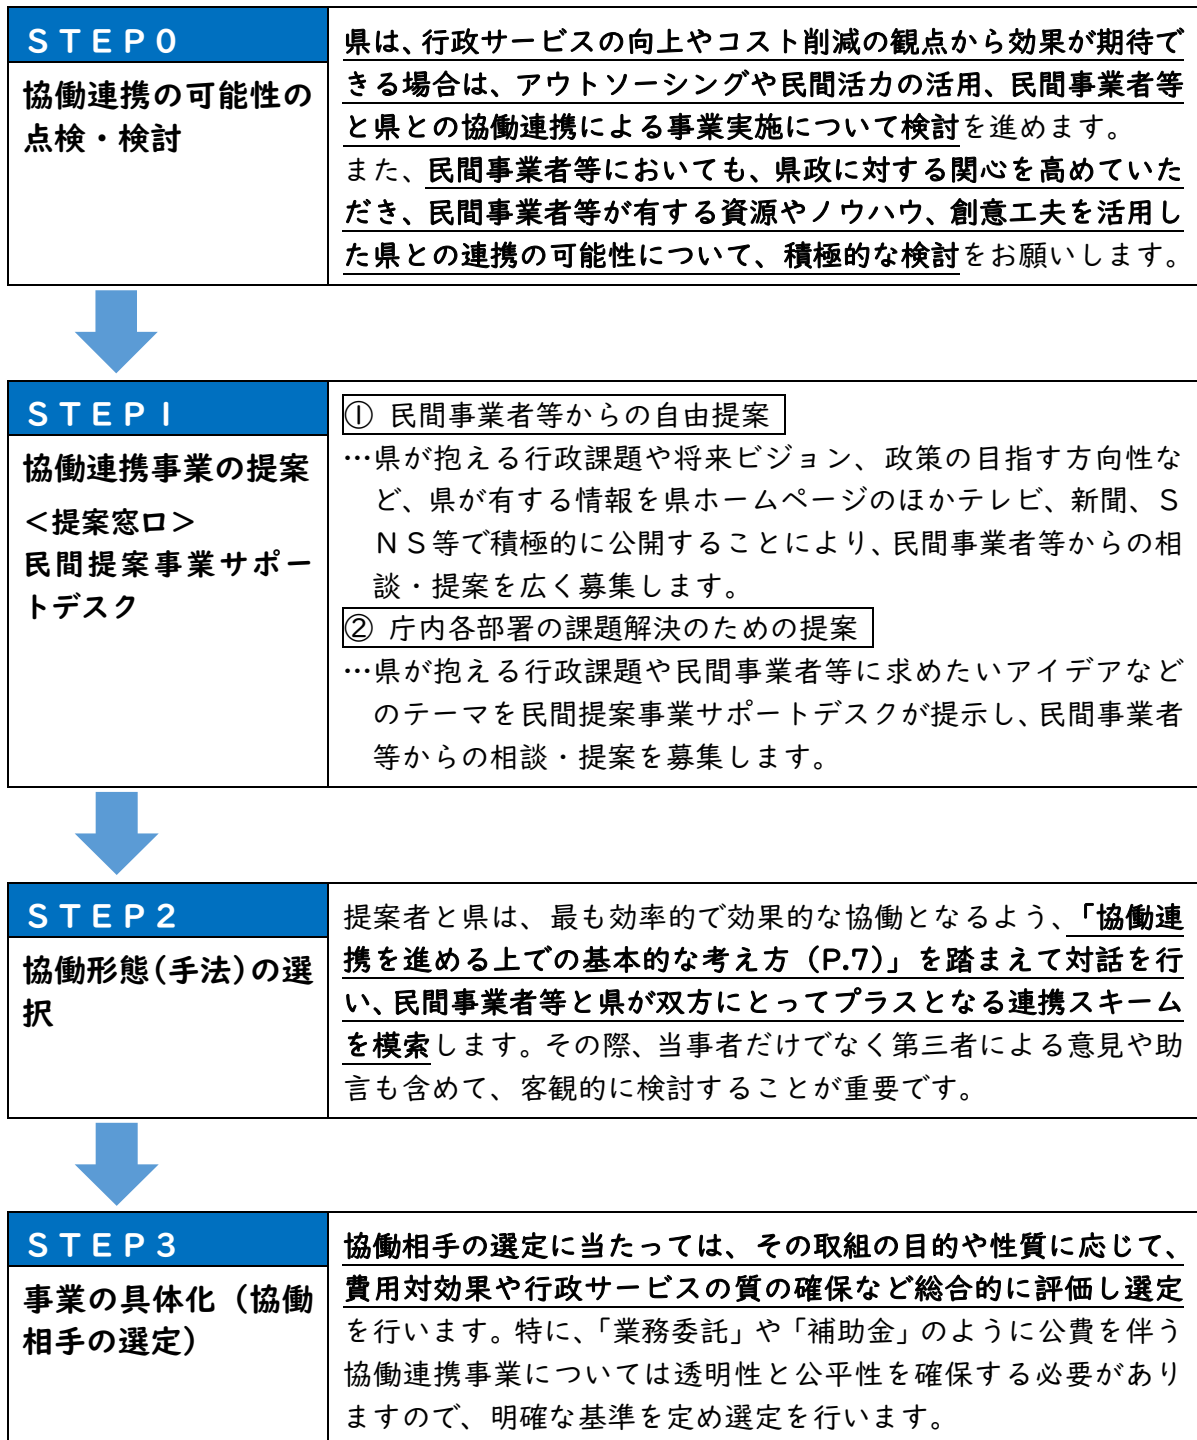 ＳＴＥＰ０
協働連携の可能性の
点検・検討
県は、行政サービスの向上やコスト削減の観点から効果が期待で
きる場合は、アウトソーシングや民間活力の活用、民間事業者等
と県との協働連携による事業実施について検討を進めます。
また、民間事業者等においても、県政に対する関心を高めていた
だき、民間事業者等が有する資源やノウハウ、創意工夫を活用し
た県との連携の可能性について、積極的な検討をお願いします。
ＳＴＥＰ１
協働連携事業の提案
＜提案窓口＞
民間提案事業サポー
トデスク
① 民間事業者等からの自由提案
…県が抱える行政課題や将来ビジョン、政策の目指す方向性な
ど、県が有する情報を県ホームページのほかテレビ、新聞、Ｓ
ＮＳ等で積極的に公開することにより、民間事業者等からの相
談・提案を広く募集します。
② 庁内各部署の課題解決のための提案
…県が抱える行政課題や民間事業者等に求めたいアイデアなど
のテーマを民間提案事業サポートデスクが提示し、民間事業者
等からの相談・提案を募集します。
ＳＴＥＰ２
協働形態（手法）の選
択
提案者と県は、最も効率的で効果的な協働となるよう、「協働連
携を進める上での基本的な考え方（P.7）」を踏まえて対話を行
い、民間事業者等と県が双方にとってプラスとなる連携スキーム
を模索します。その際、当事者だけでなく第三者による意見や助
言も含めて、客観的に検討することが重要です。
ＳＴＥＰ３
事業の具体化（協働
相手の選定）
協働相手の選定に当たっては、その取組の目的や性質に応じて、
費用対効果や行政サービスの質の確保など総合的に評価し選定
を行います。特に、「業務委託」や「補助金」のように公費を伴う
協働連携事業については透明性と公平性を確保する必要があり
ますので、明確な基準を定め選定を行います。